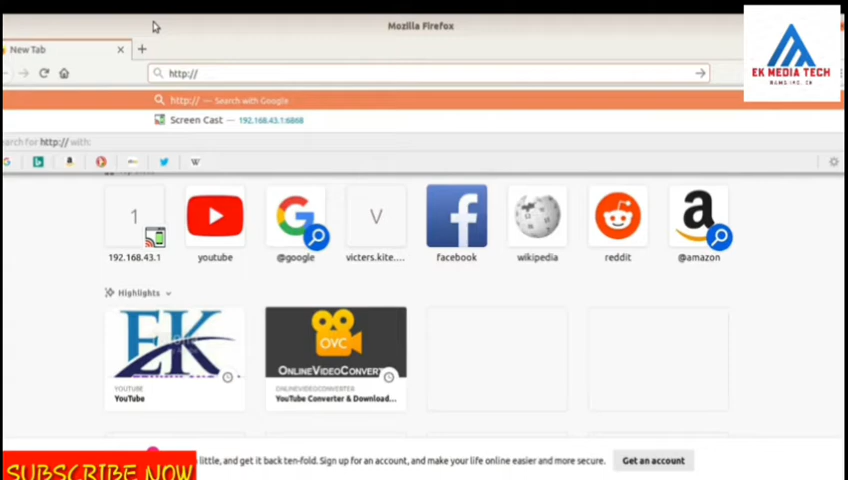 Mozilla Firefox
New Tab
http://
http:// — Search with Google
Screen Cast — 192.168.43.1:6868
earch for http:// with:
EK MEDIA TECH
1
V
192.168.43.1
youtube
@google
victers.kite....
facebook
wikipedia
reddit
@amazon
Highlights
EK
OVC
ONLINEVIDEOCONVERT
YOUTUBE
YouTube
ONLINEVIDEOCONVERTER
YouTube Converter & Download...
little, and get it back ten-fold. Sign up for an account, and make your life online easier and more secure.
Get an account
SUBSCRIBE NOW